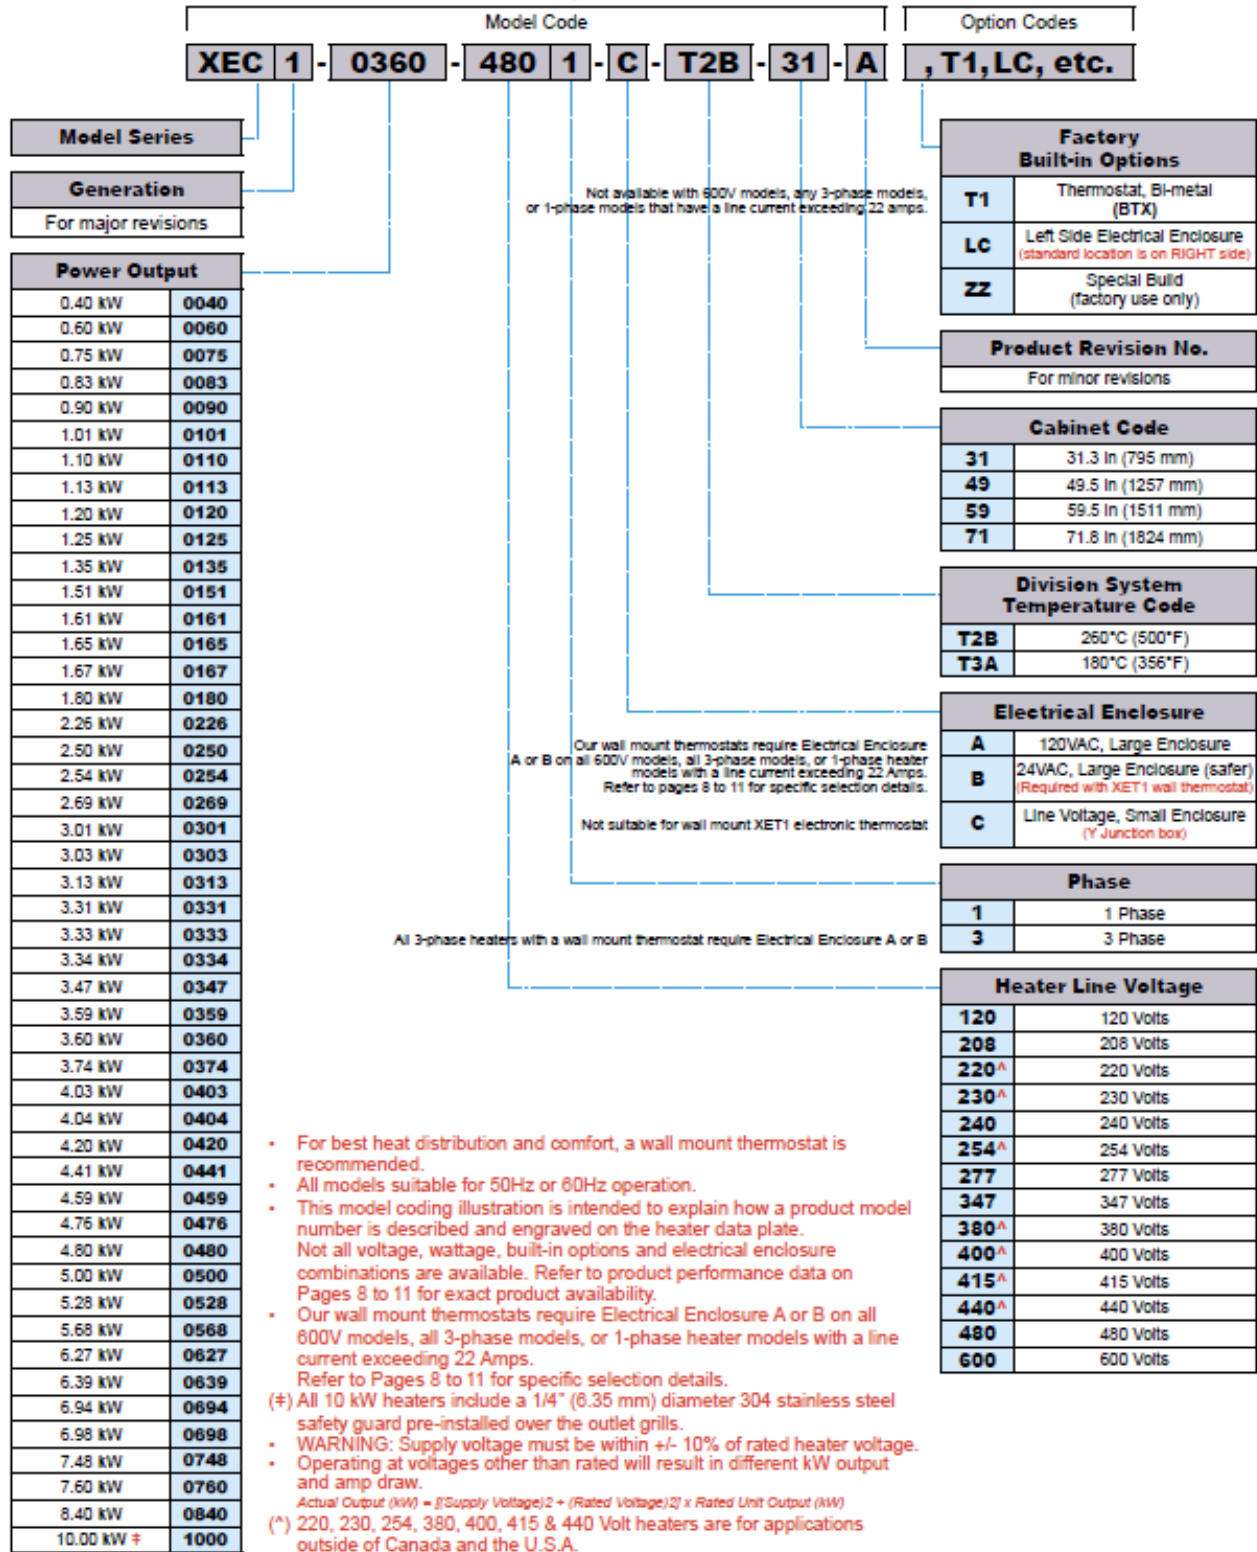 Model Code
Option Codes
XEC 1 - 0360 - 480 1 - C - T2B - 31 - A , T1, LC, etc.
Model Series
Generation
For major revisions
Power Output
0.40 kW 0040
0.60 kW 0060
0.75 kW 0075
0.83 kW 0083
0.90 kW 0090
1.01 kW 0101
1.10 kW 0110
1.13 kW 0113
1.20 kW 0120
1.25 kW 0125
1.35 kW 0135
1.51 kW 0151
1.61 kW 0161
1.65 kW 0165
1.67 kW 0167
1.80 kW 0180
2.26 kW 0226
2.50 kW 0250
2.54 kW 0254
2.69 kW 0269
3.01 kW 0301
3.03 kW 0303
3.13 kW 0313
3.31 kW 0331
3.33 kW 0333
3.34 kW 0334
3.47 kW 0347
3.59 kW 0359
3.60 kW 0360
3.74 kW 0374
4.03 kW 0403
4.04 kW 0404
4.20 kW 0420
4.41 kW 0441
4.59 kW 0459
4.76 kW 0476
4.80 kW 0480
5.00 kW 0500
5.28 kW 0528
5.68 kW 0568
6.27 kW 0627
6.39 kW 0639
6.94 kW 0694
6.98 kW 0698
7.48 kW 0748
7.60 kW 0760
8.40 kW 0840
10.00 kW ‡ 1000
Factory
Built-in Options
Not available with 600V models, any 3-phase models,
or 1-phase models that have a line current exceeding 22 amps.
T1 Thermostat, Bi-metal
(BTX)
LC Left Side Electrical Enclosure
(standard location is on RIGHT side)
ZZ Special Build
(factory use only)
Product Revision No.
For minor revisions
Cabinet Code
31 31.3 in (795 mm)
49 49.5 in (1257 mm)
59 59.5 in (1511 mm)
71 71.8 in (1824 mm)
Division System
Temperature Code
T2B 260°C (500°F)
T3A 180°C (356°F)
Electrical Enclosure
Our wall mount thermostats require Electrical Enclosure
A or B on all 600V models, all 3-phase models, or 1-phase heater
models with a line current exceeding 22 Amps.
Refer to pages 8 to 11 for specific selection details.
Not suitable for wall mount XET1 electronic thermostat
A 120VAC, Large Enclosure
B 24VAC, Large Enclosure (safer)
(Required with XET1 wall thermostat)
C Line Voltage, Small Enclosure
(Y Junction box)
Phase
1 1 Phase
3 3 Phase
All 3-phase heaters with a wall mount thermostat require Electrical Enclosure A or B
Heater Line Voltage
120 120 Volts
208 208 Volts
220^ 220 Volts
230^ 230 Volts
240 240 Volts
254^ 254 Volts
277 277 Volts
347 347 Volts
380^ 380 Volts
400^ 400 Volts
415^ 415 Volts
440^ 440 Volts
480 480 Volts
600 600 Volts
• For best heat distribution and comfort, a wall mount thermostat is
recommended.
• All models suitable for 50Hz or 60Hz operation.
• This model coding illustration is intended to explain how a product model
number is described and engraved on the heater data plate.
Not all voltage, wattage, built-in options and electrical enclosure
combinations are available. Refer to product performance data on
Pages 8 to 11 for exact product availability.
• Our wall mount thermostats require Electrical Enclosure A or B on all
600V models, all 3-phase models, or 1-phase heater models with a line
current exceeding 22 Amps.
Refer to Pages 8 to 11 for specific selection details.
(‡) All 10 kW heaters include a 1/4" (6.35 mm) diameter 304 stainless steel
safety guard pre-installed over the outlet grills.
• WARNING: Supply voltage must be within +/- 10% of rated heater voltage.
• Operating at voltages other than rated will result in different kW output
and amp draw.
Actual Output (kW) = [(Supply Voltage)2 ÷ (Rated Voltage)2] x Rated Unit Output (kW)
(^) 220, 230, 254, 380, 400, 415 & 440 Volt heaters are for applications
outside of Canada and the U.S.A.